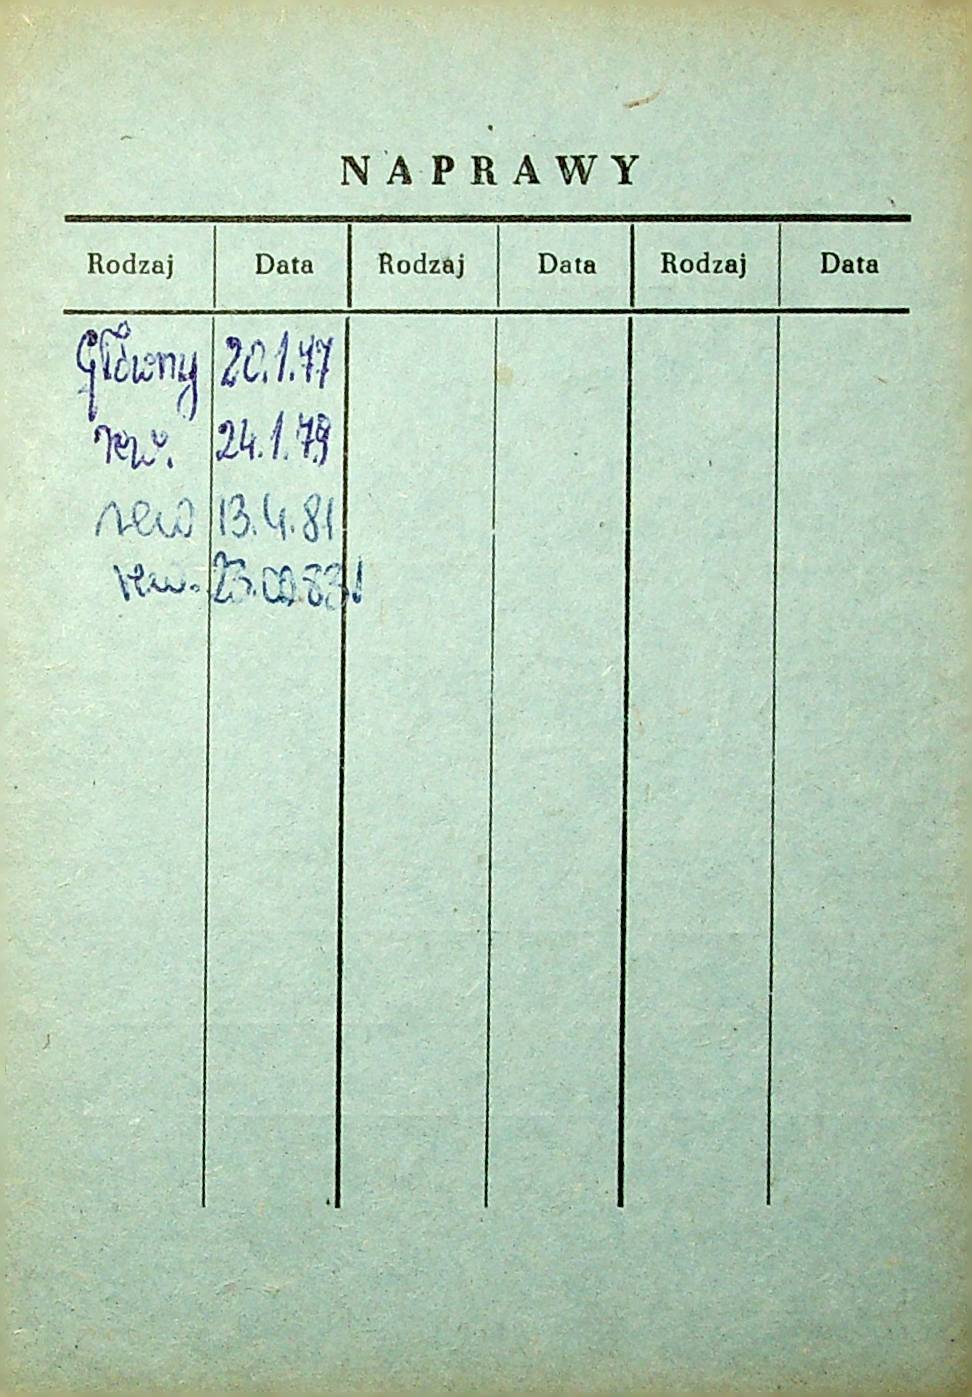 NAPRAWY
Rodzaj Data Rodzaj Data Rodzaj Data
Główny 20.1.77
rew. 24.1.79
rew 13.4.81
rew.